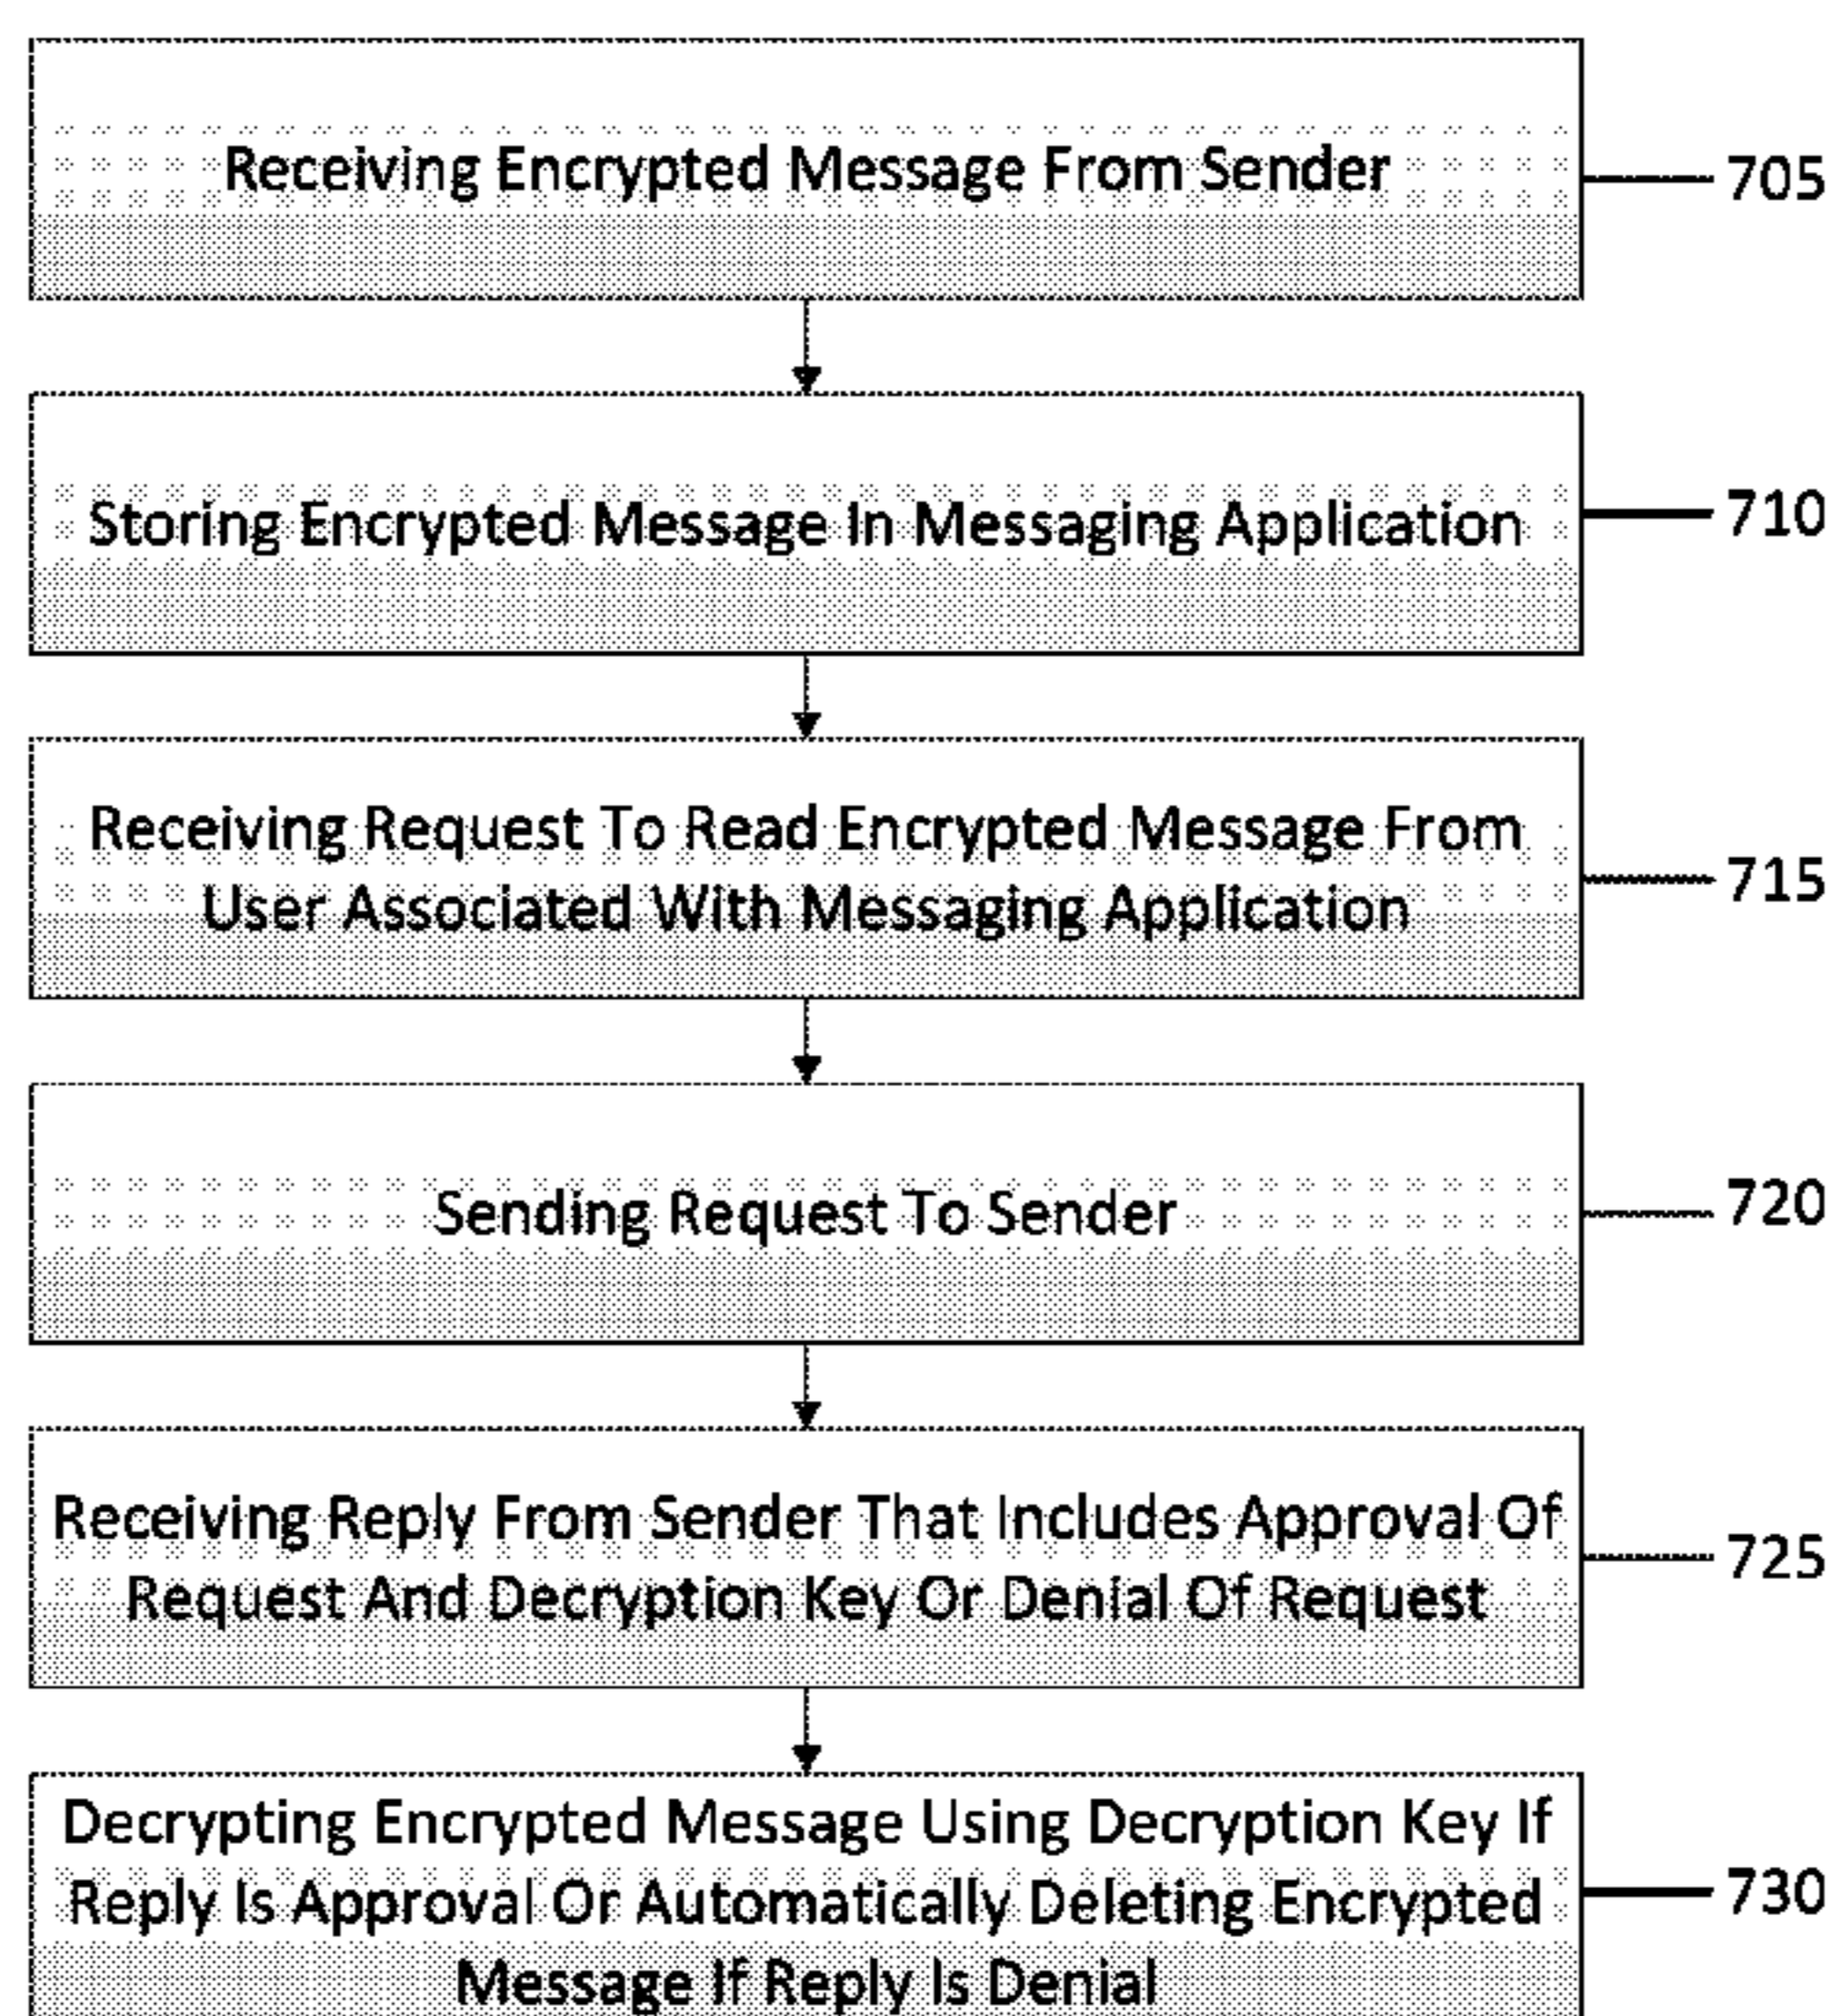 Receiving Encrypted Message From Sender
705
Storing Encrypted Message In Messaging Application
710
Receiving Request To Read Encrypted Message From
User Associated With Messaging Application
715
Sending Request To Sender
720
Receiving Reply From Sender That Includes Approval Of
Request And Decryption Key Or Denial Of Request
725
Decrypting Encrypted Message Using Decryption Key If
Reply Is Approval Or Automatically Deleting Encrypted
Message If Reply Is Denial
730